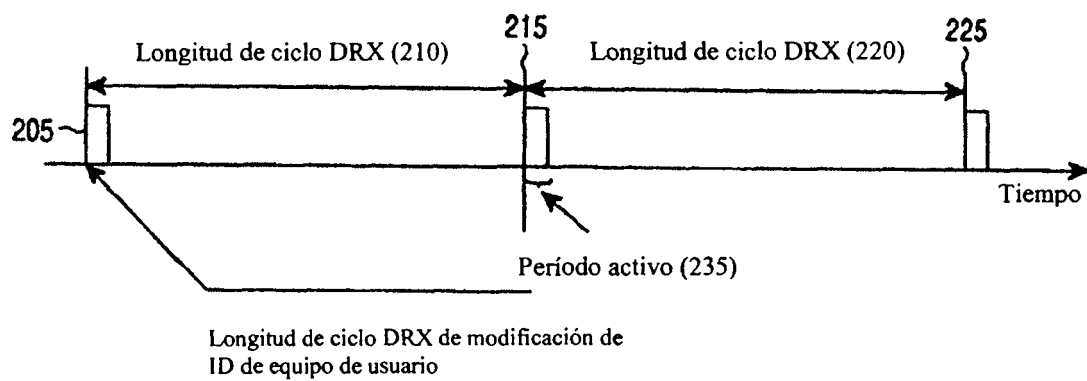 215
225
Longitud de ciclo DRX (210)
Longitud de ciclo DRX (220)
205
Tiempo
Período activo (235)
Longitud de ciclo DRX de modificación de
ID de equipo de usuario